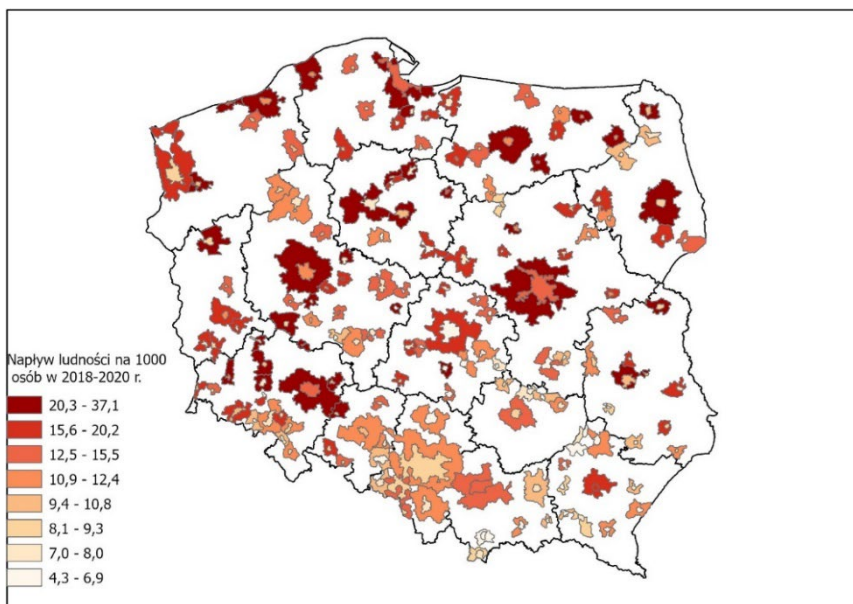 Napływ ludności na 1000
osób w 2018-2020 r.
20,3 - 37,1
15,6 - 20,2
12,5 - 15,5
10,9 - 12,4
9,4 - 10,8
8,1 - 9,3
7,0 - 8,0
4,3 - 6,9